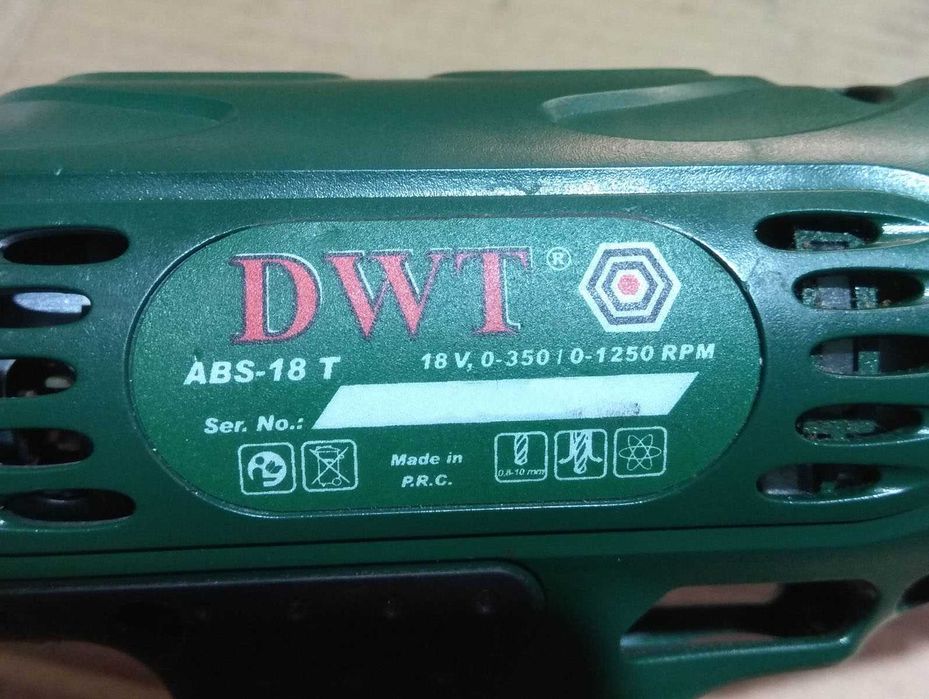 DWT®
ABS-18 T 18 V, 0-350 / 0-1250 RPM
Ser. No.:
Made in
P.R.C.
0,8-10 mm